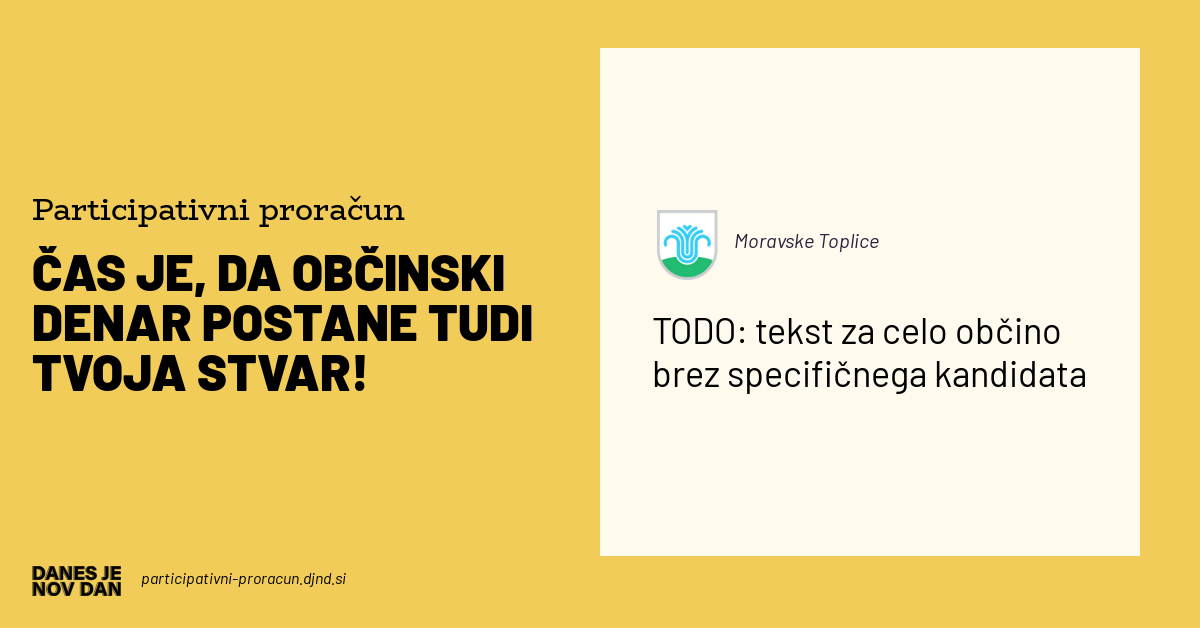 Participativni proračun
ČAS JE, DA OBČINSKI
DENAR POSTANE TUDI
TVOJA STVAR!
DANES JE
NOV DAN
participativni-proracun.djnd.si
Moravske Toplice
TODO: tekst za celo občino
brez specifičnega kandidata